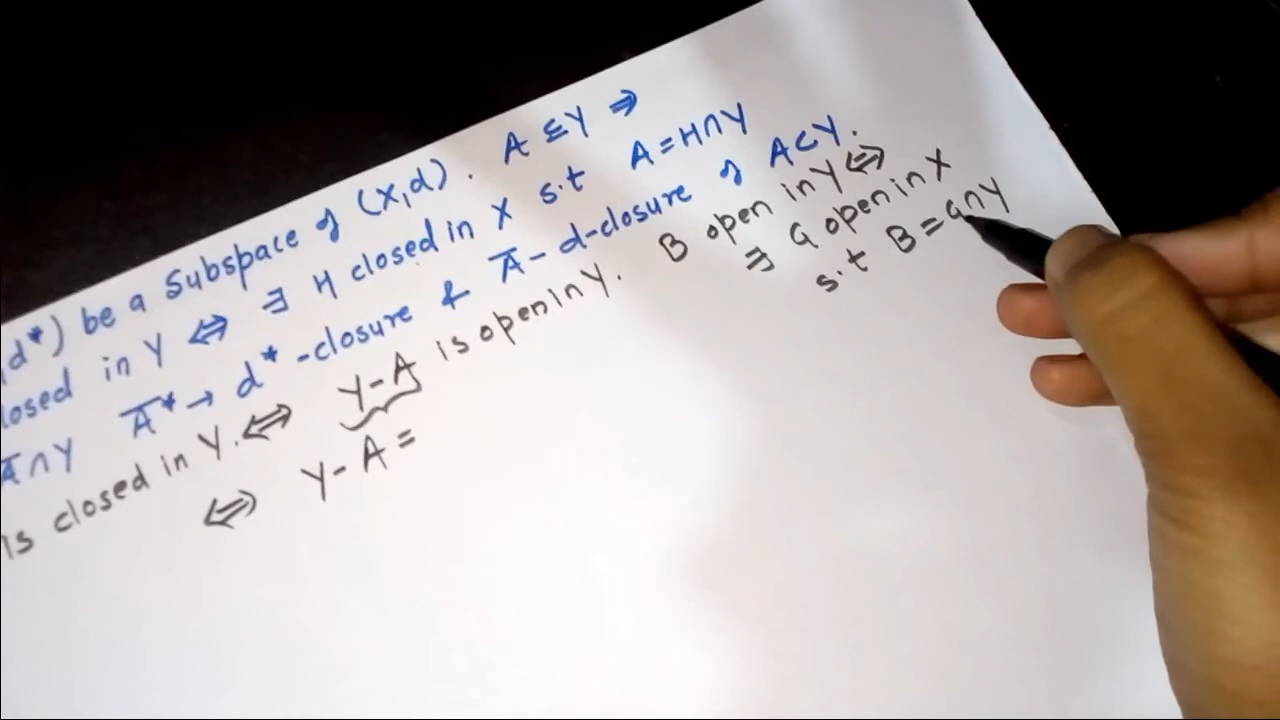 d*) be a Subspace of (X,d). A ⊆ Y ⇒
losed in Y ⇔ ∃ H closed in X s.t A = H∩Y
A̅∩Y A̅* → d*-closure & A̅ - d-closure of A⊂Y.
is closed in Y. ⇔ Y-A is open in Y. B open in Y ⇔
∃ G open in X
s.t B = G∩Y
⇔ Y-A =